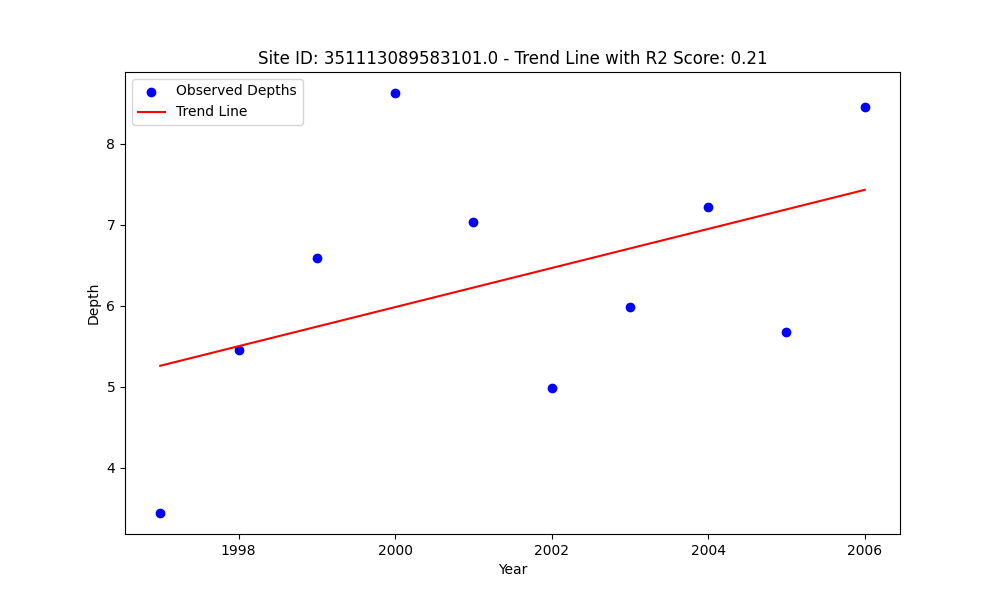 Site ID: 351113089583101.0 - Trend Line with R2 Score: 0.21
Observed Depths
Trend Line
8
7
6
5
4
Depth
1998 2000 2002 2004 2006
Year